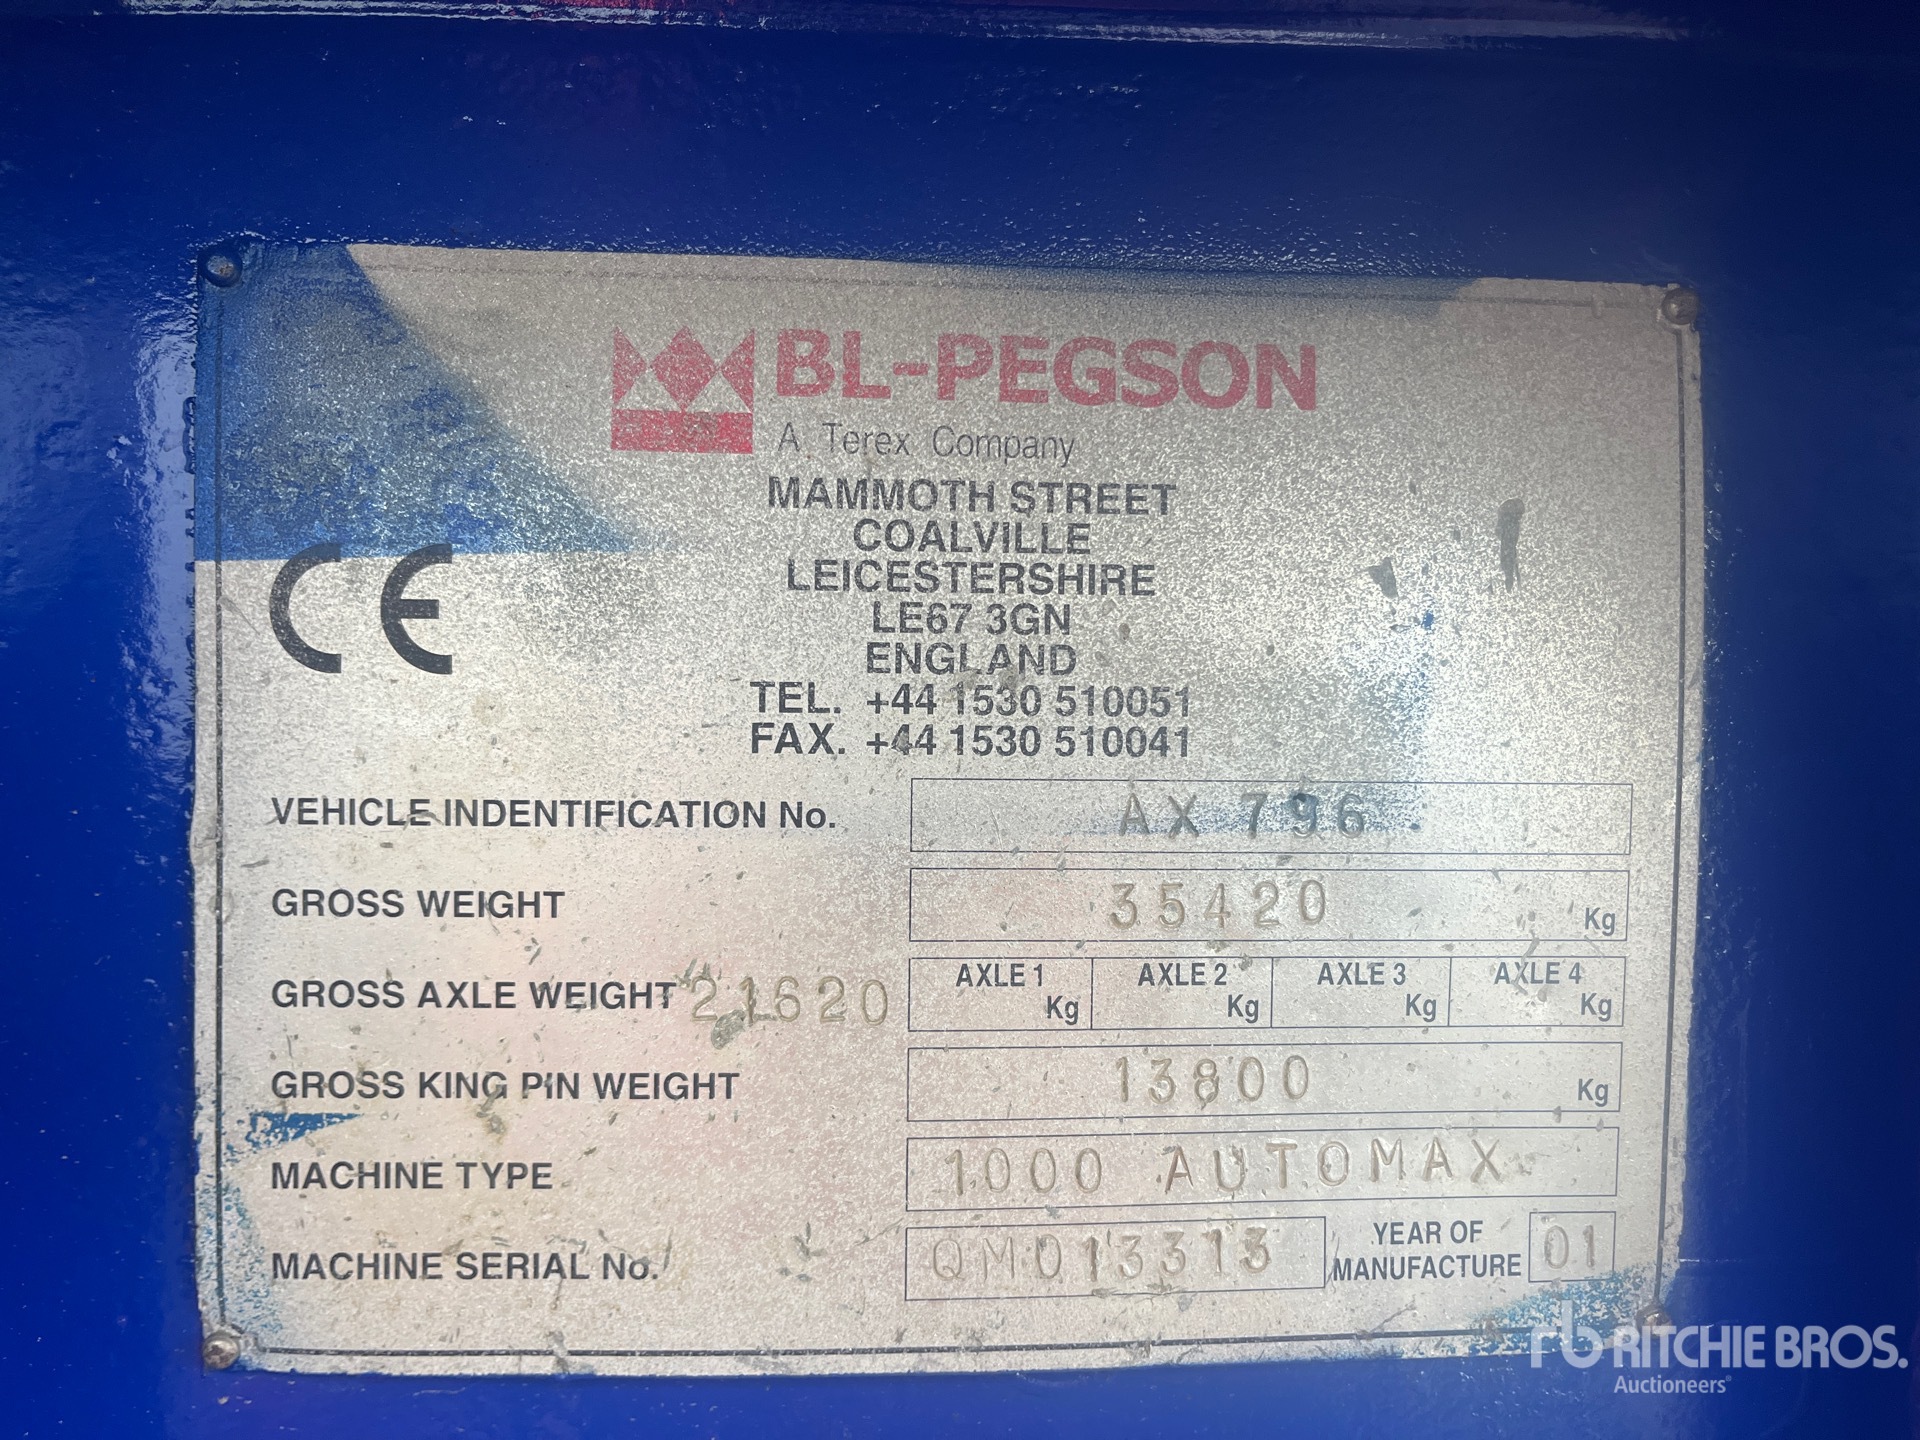 BL-PEGSON
A Terex Company
MAMMOTH STREET
COALVILLE
LEICESTERSHIRE
LE67 3GN
ENGLAND
TEL. +44 1530 510051
FAX. +44 1530 510041
CE
VEHICLE INDENTIFICATION No. AX 796
GROSS WEIGHT 35420 Kg
GROSS AXLE WEIGHT 21620 AXLE 1 Kg AXLE 2 Kg AXLE 3 Kg AXLE 4 Kg
GROSS KING PIN WEIGHT 13800 Kg
MACHINE TYPE 1000 AUTOMAX
MACHINE SERIAL No. QM013313 YEAR OF MANUFACTURE 01
rb RITCHIE BROS.
Auctioneers